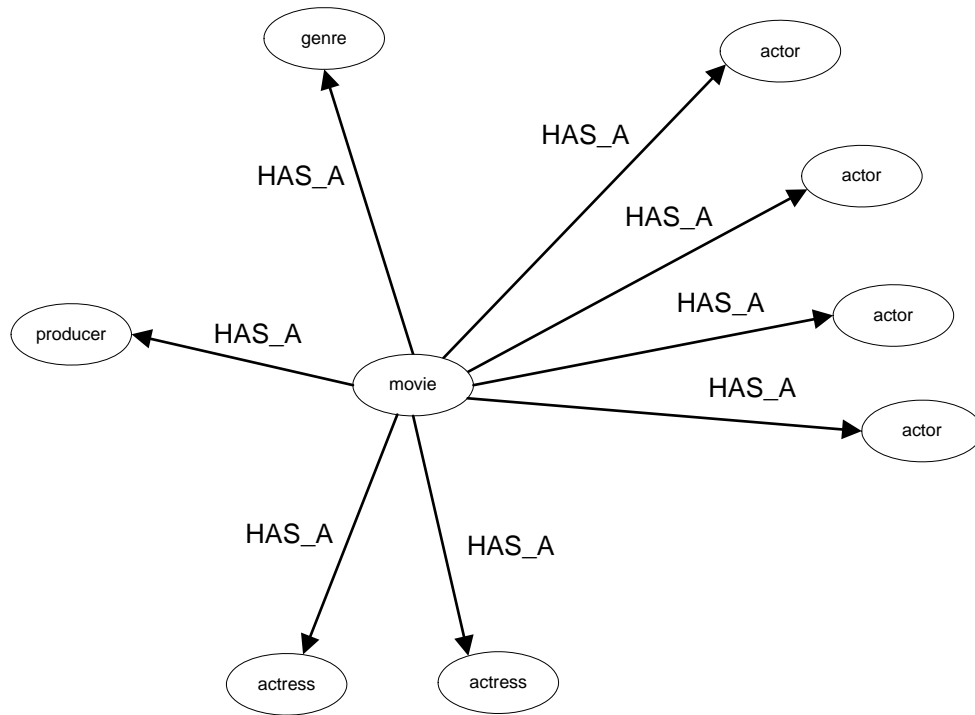 genre
actor
HAS_A
HAS_A
actor
HAS_A
HAS_A
actor
producer
HAS_A
movie
HAS_A
actor
HAS_A
HAS_A
actress
actress